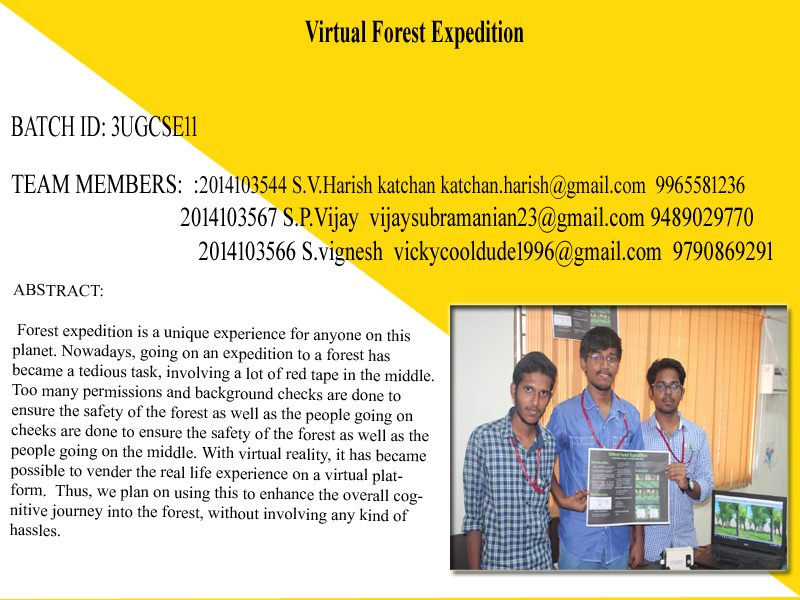 Virtual Forest Expedition
BATCH ID: 3UGCSE11
TEAM MEMBERS: :2014103544 S.V.Harish katchan katchan.harish@gmail.com 9965581236
2014103567 S.P.Vijay vijaysubramanian23@gmail.com 9489029770
2014103566 S.vignesh vickycooldude1996@gmail.com 9790869291
ABSTRACT:
Forest expedition is a unique experience for anyone on this
planet. Nowadays, going on an expedition to a forest has
became a tedious task, involving a lot of red tape in the middle.
Too many permissions and background checks are done to
ensure the safety of the forest as well as the people going on
cheeks are done to ensure the safety of the forest as well as the
people going on the middle. With virtual reality, it has became
possible to vender the real life experience on a virtual plat-
form. Thus, we plan on using this to enhance the overall cog-
nitive journey into the forest, without involving any kind of
hassles.
Virtual Forest Expedition